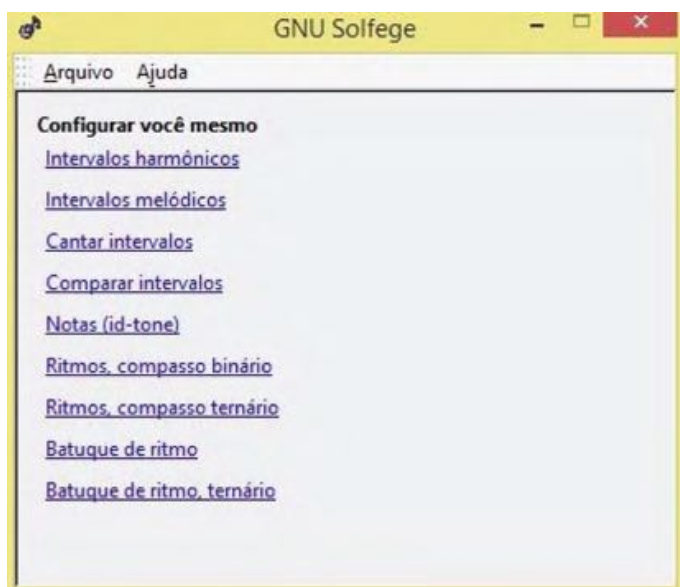 GNU Solfege
Arquivo Ajuda
Configurar você mesmo
Intervalos harmônicos
Intervalos melódicos
Cantar intervalos
Comparar intervalos
Notas (id-tone)
Ritmos, compasso binário
Ritmos, compasso ternário
Batuque de ritmo
Batuque de ritmo, ternário